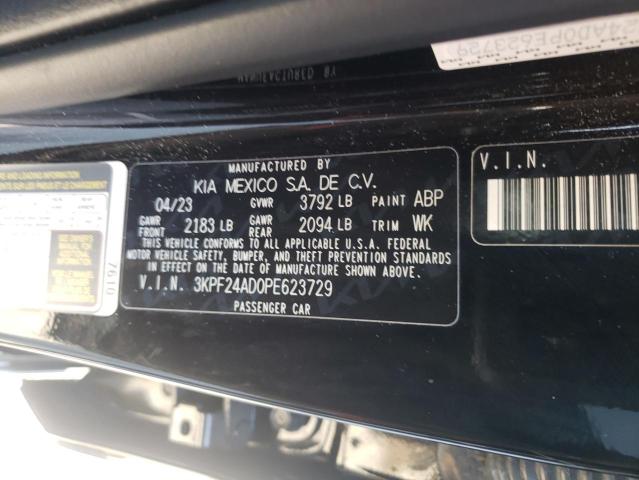 24AD0PE623729
MANUFACTURED BY
KIA MEXICO S.A. DE C.V.
04/23 GVWR 3792 LB PAINT ABP
GAWR FRONT 2183 LB GAWR REAR 2094 LB TRIM WK
THIS VEHICLE CONFORMS TO ALL APPLICABLE U.S.A. FEDERAL
MOTOR VEHICLE SAFETY, BUMPER, AND THEFT PREVENTION STANDARDS
IN EFFECT ON THE DATE OF MANUFACTURE SHOWN ABOVE.
V.I.N. 3KPF24AD0PE623729
PASSENGER CAR
V.I.N.
7610